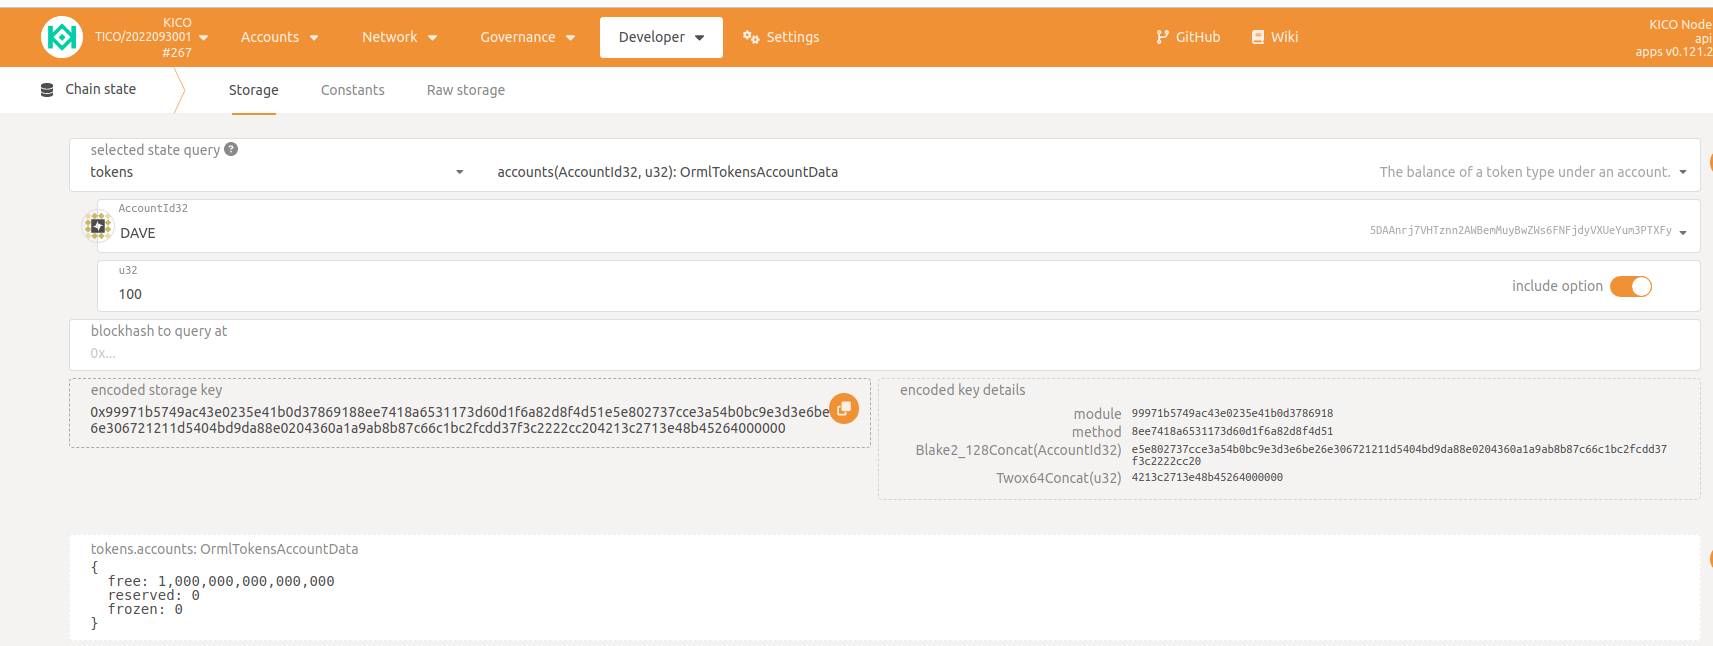 KICO
TICO/2022093001
#267
Accounts
Network
Governance
Developer
Settings
GitHub
Wiki
KICO Node
api
apps v0.121.2
Chain state
Storage
Constants
Raw storage
selected state query
tokens
accounts(AccountId32, u32): OrmlTokensAccountData
The balance of a token type under an account.
AccountId32
DAVE
5DAAnrj7VHTznn2AWBemMuyBwZWs6FNFjdyVXUeYum3PTXFy
u32
100
include option
blockhash to query at
0x...
encoded storage key
0x99971b5749ac43e0235e41b0d37869188ee7418a6531173d60d1f6a82d8f4d51e5e802737cce3a54b0bc9e3d3e6be
6e306721211d5404bd9da88e0204360a1a9ab8b87c66c1bc2fcdd37f3c2222cc204213c2713e48b45264000000
encoded key details
module 99971b5749ac43e0235e41b0d3786918
method 8ee7418a6531173d60d1f6a82d8f4d51
Blake2_128Concat(AccountId32) e5e802737cce3a54b0bc9e3d3e6be26e306721211d5404bd9da88e0204360a1a9ab8b87c66c1bc2fcdd37
f3c2222cc20
Twox64Concat(u32) 4213c2713e48b45264000000
tokens.accounts: OrmlTokensAccountData
{
free: 1,000,000,000,000,000
reserved: 0
frozen: 0
}